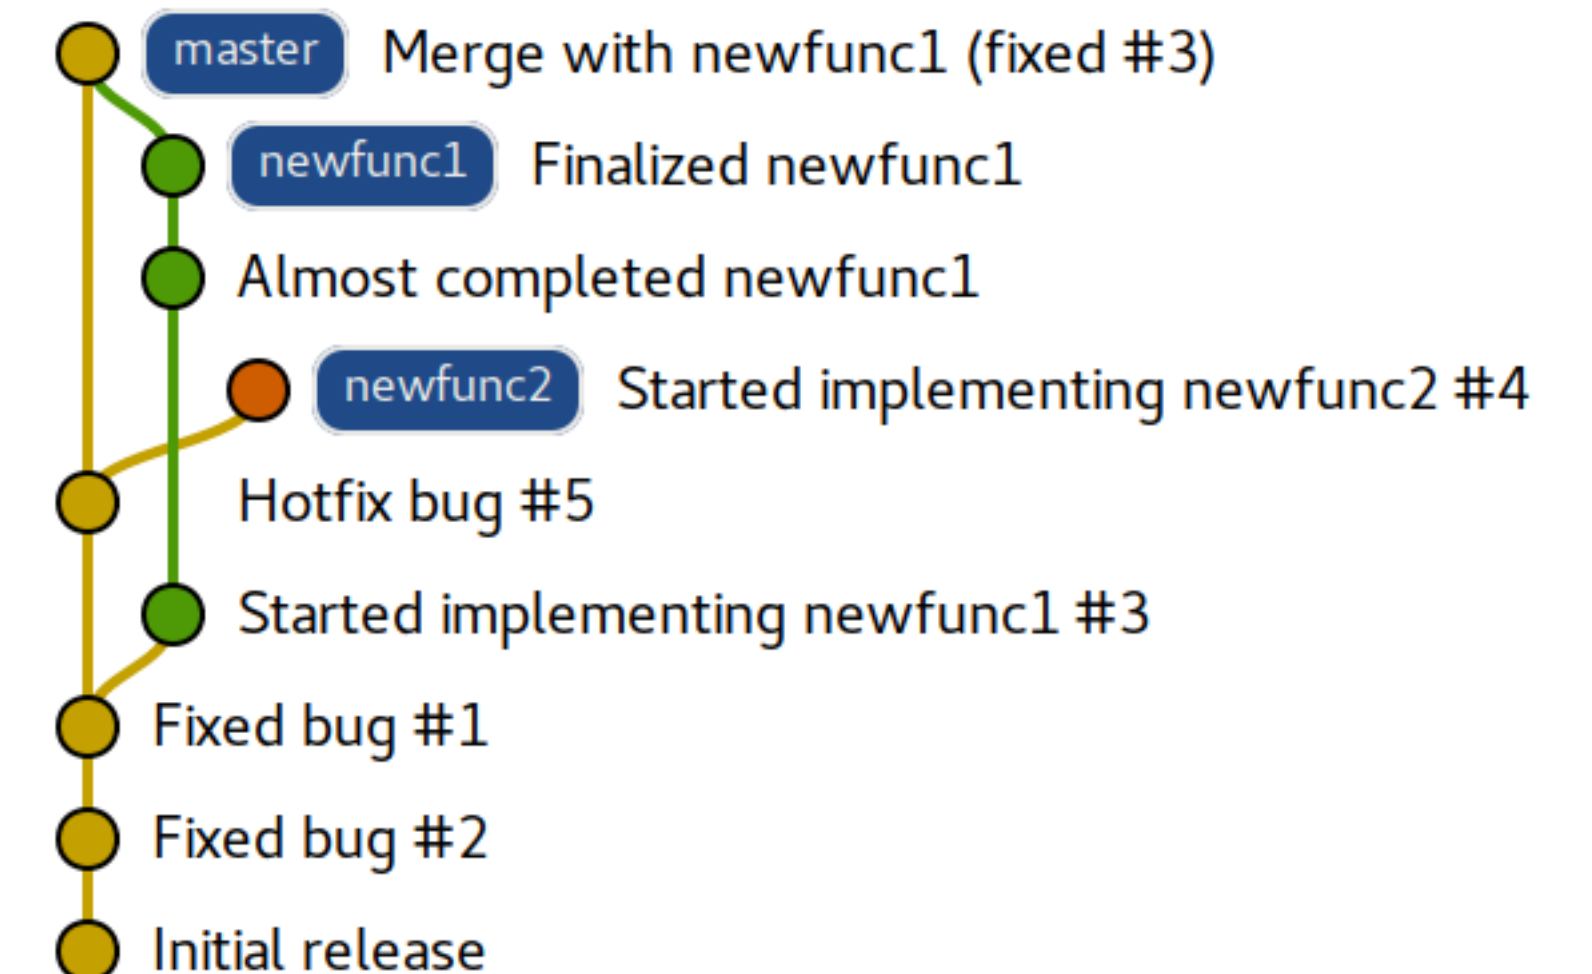 master Merge with newfunc1 (fixed #3)
newfunc1 Finalized newfunc1
Almost completed newfunc1
newfunc2 Started implementing newfunc2 #4
Hotfix bug #5
Started implementing newfunc1 #3
Fixed bug #1
Fixed bug #2
Initial release